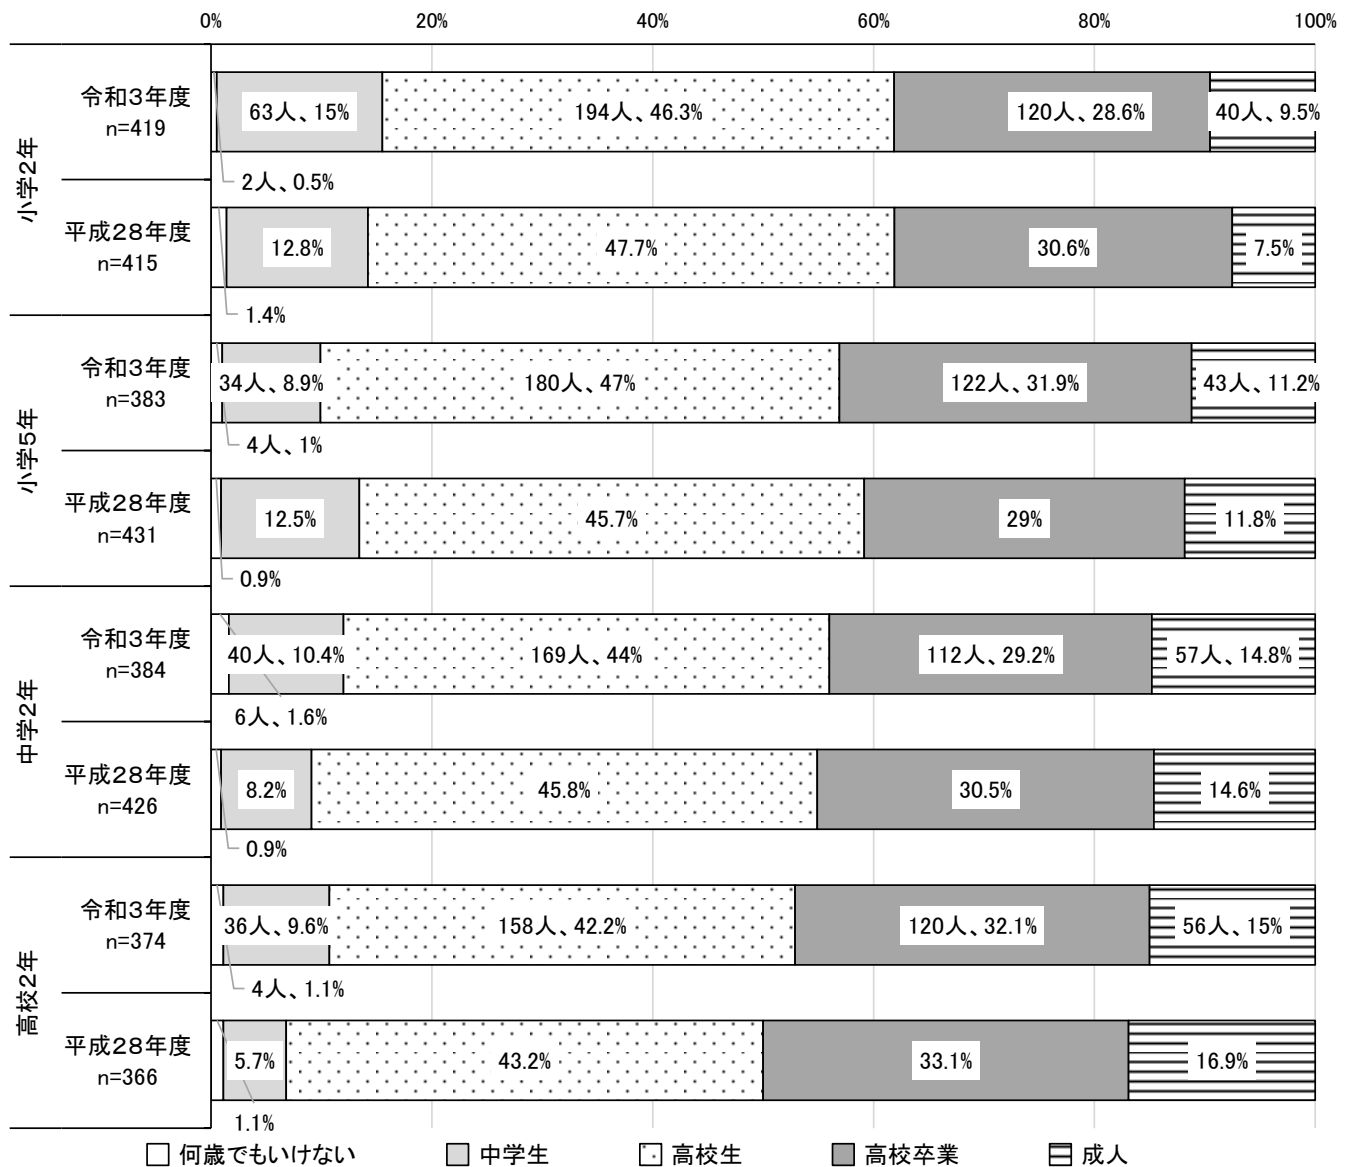 0% 20% 40% 60% 80% 100%
小学2年
令和3年度
n=419
63人、15% 194人、46.3% 120人、28.6% 40人、9.5%
2人、0.5%
平成28年度
n=415
12.8% 47.7% 30.6% 7.5%
1.4%
小学5年
令和3年度
n=383
34人、8.9% 180人、47% 122人、31.9% 43人、11.2%
4人、1%
平成28年度
n=431
12.5% 45.7% 29% 11.8%
0.9%
中学2年
令和3年度
n=384
40人、10.4% 169人、44% 112人、29.2% 57人、14.8%
6人、1.6%
平成28年度
n=426
8.2% 45.8% 30.5% 14.6%
0.9%
高校2年
令和3年度
n=374
36人、9.6% 158人、42.2% 120人、32.1% 56人、15%
4人、1.1%
平成28年度
n=366
5.7% 43.2% 33.1% 16.9%
1.1%
何歳でもいけない 中学生 高校生 高校卒業 成人